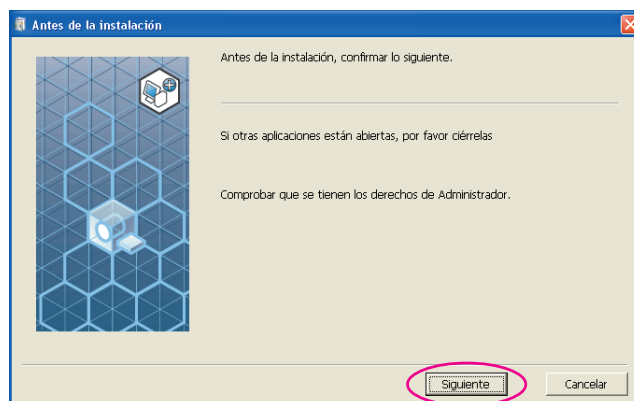 Antes de la instalación
Antes de la instalación, confirmar lo siguiente.
Si otras aplicaciones están abiertas, por favor ciérrelas
Comprobar que se tienen los derechos de Administrador.
Siguiente
Cancelar